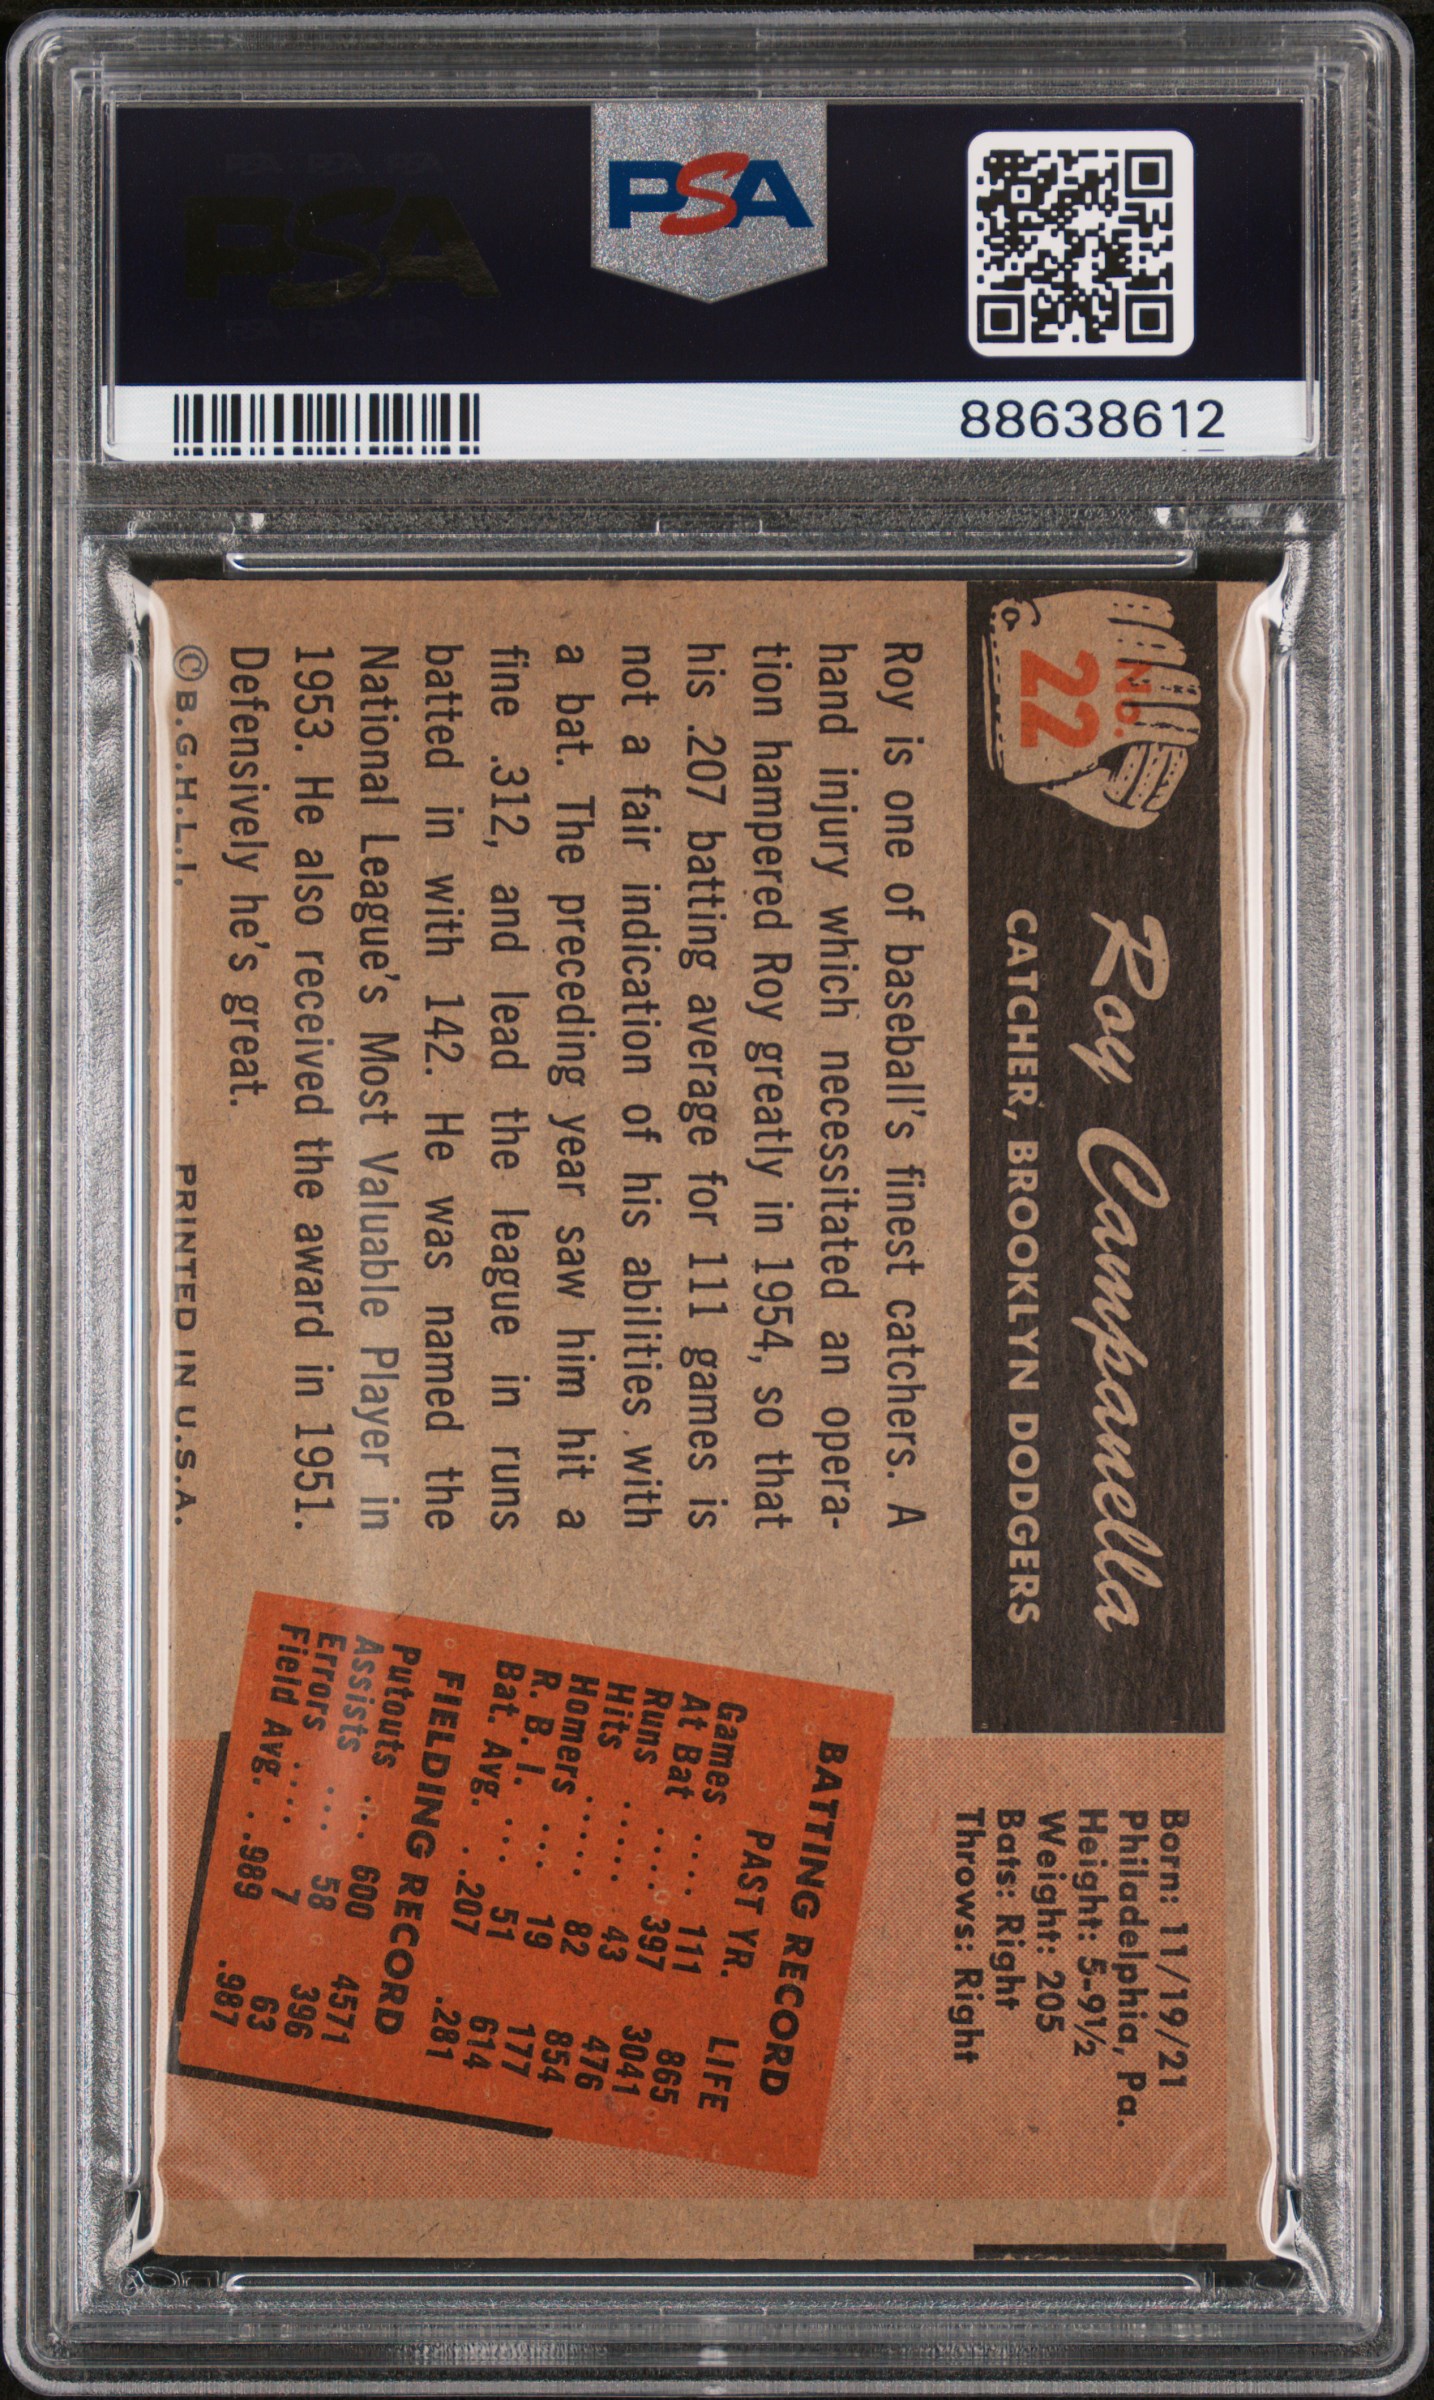 PSA
PSA
88638612
No.
22
Roy Campanella
CATCHER, BROOKLYN DODGERS
Born: 11/19/21
Philadelphia, Pa.
Height: 5-9½
Weight: 205
Bats: Right
Throws: Right
Roy is one of baseball's finest catchers. A
hand injury which necessitated an opera-
tion hampered Roy greatly in 1954, so that
his .207 batting average for 111 games is
not a fair indication of his abilities with
a bat. The preceding year saw him hit a
fine .312, and lead the league in runs
batted in with 142. He was named the
National League's Most Valuable Player in
1953. He also received the award in 1951.
Defensively he's great.
© B.G.H.L.I. PRINTED IN U.S.A.
BATTING RECORD
PAST YR. LIFE
Games .... 111 865
At Bat .... 397 3041
Runs ..... 43 476
Hits ..... 82 854
Homers ... 19 177
R. B. I. ... 51 614
Bat. Avg. . .207 .281
FIELDING RECORD
Putouts .. 600 4571
Assists ... 58 396
Errors .... 7 63
Field Avg. . .989 .987